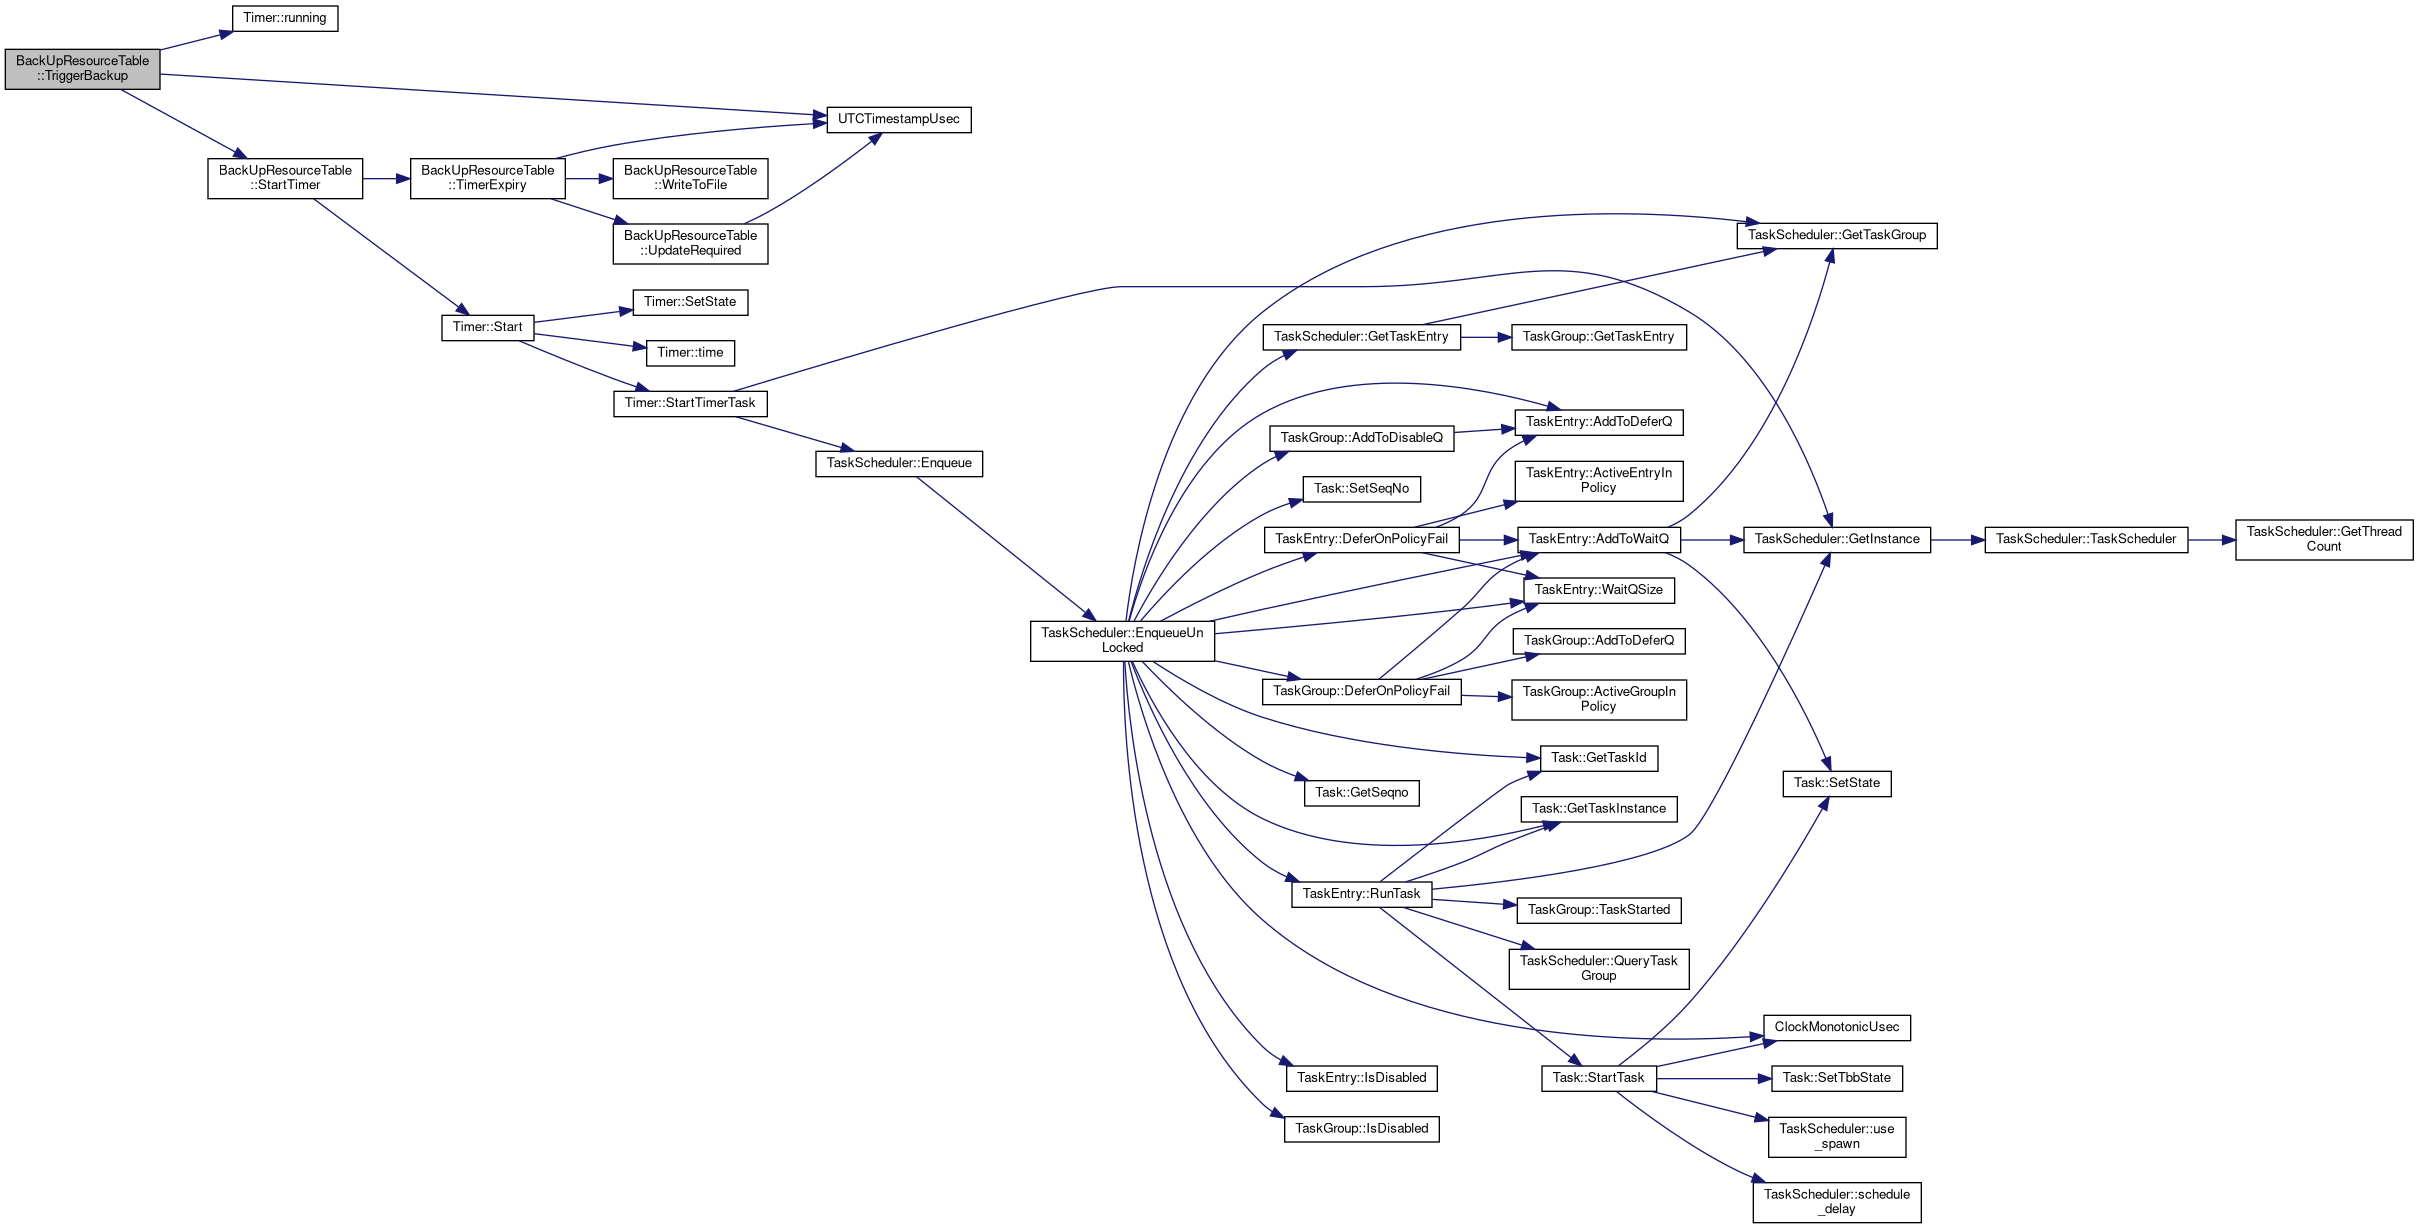 Timer::running
BackUpResourceTable
::TriggerBackup
UTCTimestampUsec
BackUpResourceTable
::StartTimer
BackUpResourceTable
::TimerExpiry
BackUpResourceTable
::WriteToFile
BackUpResourceTable
::UpdateRequired
TaskScheduler::GetTaskGroup
Timer::SetState
Timer::Start
Timer::time
TaskScheduler::GetTaskEntry
TaskGroup::GetTaskEntry
Timer::StartTimerTask
TaskEntry::AddToDeferQ
TaskGroup::AddToDisableQ
TaskScheduler::Enqueue
TaskEntry::ActiveEntryIn
Policy
Task::SetSeqNo
TaskEntry::DeferOnPolicyFail
TaskEntry::AddToWaitQ
TaskScheduler::GetInstance
TaskScheduler::TaskScheduler
TaskScheduler::GetThread
Count
TaskEntry::WaitQSize
TaskScheduler::EnqueueUn
Locked
TaskGroup::AddToDeferQ
TaskGroup::DeferOnPolicyFail
TaskGroup::ActiveGroupIn
Policy
Task::GetTaskId
Task::GetSeqno
Task::SetState
Task::GetTaskInstance
TaskEntry::RunTask
TaskGroup::TaskStarted
TaskScheduler::QueryTask
Group
ClockMonotonicUsec
TaskEntry::IsDisabled
Task::StartTask
Task::SetTbbState
TaskGroup::IsDisabled
TaskScheduler::use
_spawn
TaskScheduler::schedule
_delay